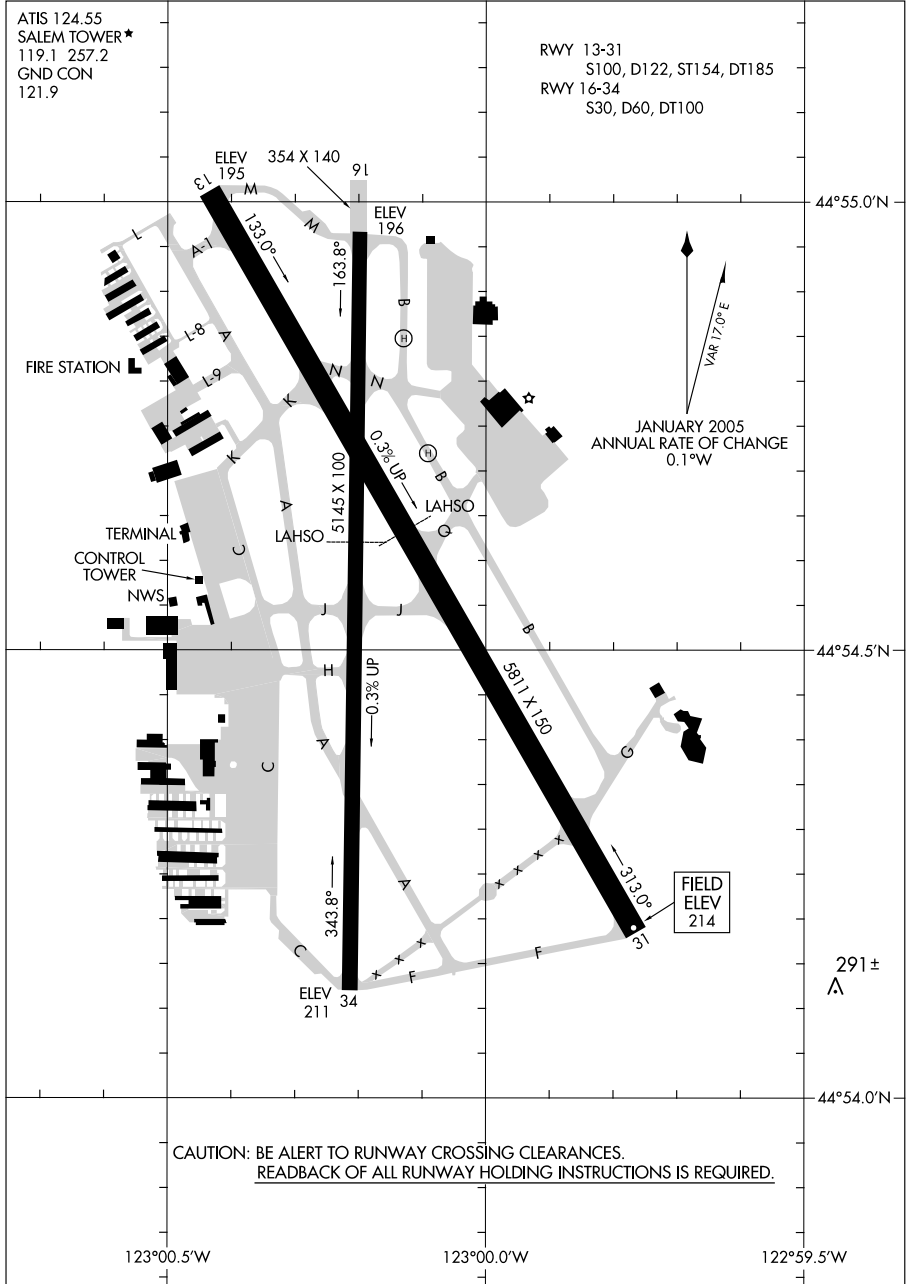 ATIS 124.55
SALEM TOWER★
119.1 257.2
GND CON
121.9
RWY 13-31
S100, D122, ST154, DT185
RWY 16-34
S30, D60, DT100
ELEV
195
354 X 140
16
13
M
M
ELEV
196
44°55.0'N
L
A-1
133.0°
163.8°
B
VAR 17.0° E
L-8
A
H
FIRE STATION
L-9
K
N
N
JANUARY 2005
ANNUAL RATE OF CHANGE
0.1°W
K
0.3% UP
H
B
A
5145 X 100
LAHSO
TERMINAL
LAHSO
Q
CONTROL
TOWER
C
NWS
J
J
B
44°54.5'N
H
0.3% UP
5811 X 150
A
G
C
313.0°
343.8°
A
FIELD
ELEV
214
31
C
F
F
291±
ELEV
211
34
44°54.0'N
CAUTION: BE ALERT TO RUNWAY CROSSING CLEARANCES.
READBACK OF ALL RUNWAY HOLDING INSTRUCTIONS IS REQUIRED.
123°00.5'W
123°00.0'W
122°59.5'W